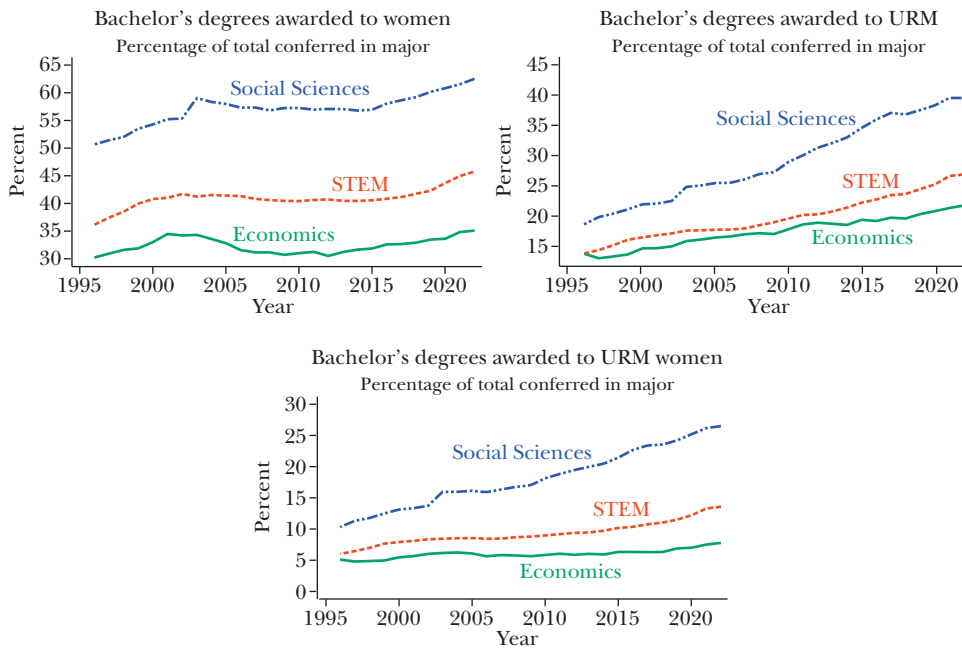 Bachelor's degrees awarded to women
Percentage of total conferred in major
65
60
55
50
45
40
35
30
Percent
Social Sciences
STEM
Economics
1995 2000 2005 2010 2015 2020
Year
Bachelor's degrees awarded to URM
Percentage of total conferred in major
45
40
35
30
25
20
15
Percent
Social Sciences
STEM
Economics
1995 2000 2005 2010 2015 2020
Year
Bachelor's degrees awarded to URM women
Percentage of total conferred in major
30
25
20
15
10
5
0
Percent
Social Sciences
STEM
Economics
1995 2000 2005 2010 2015 2020
Year